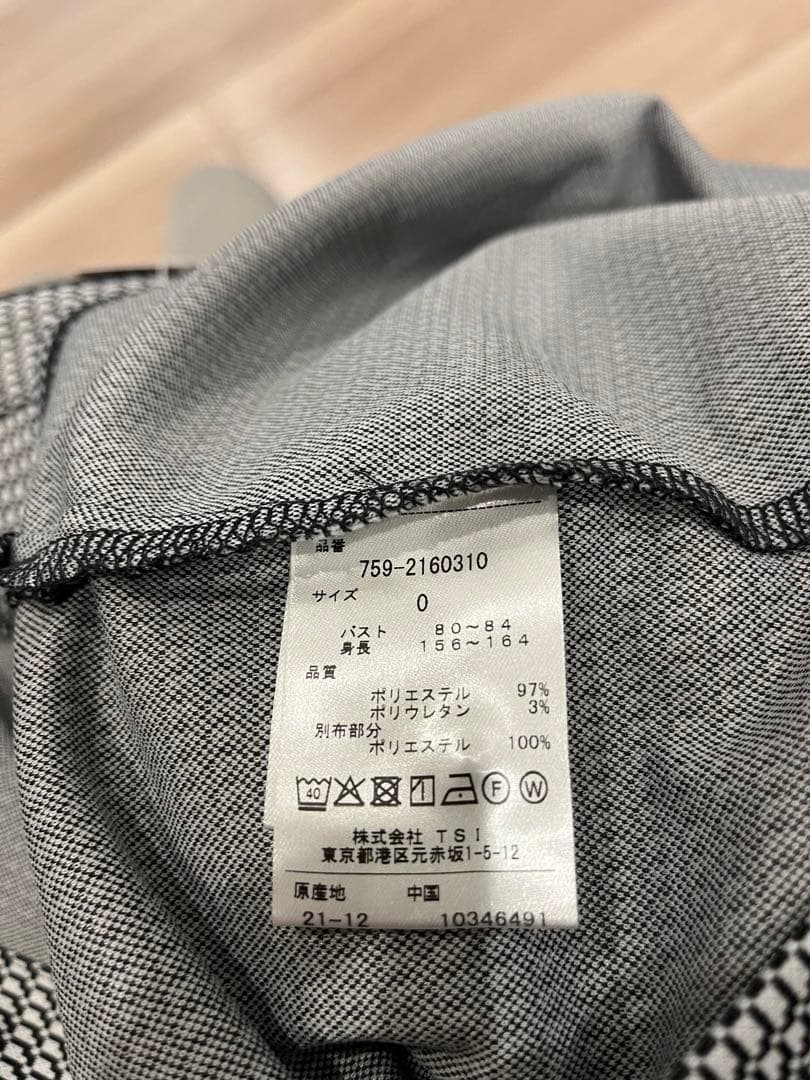 品番
759-2160310
サイズ
0
バスト 80～84
身長 156～164
品質
ポリエステル 97%
ポリウレタン 3%
別布部分
ポリエステル 100%
40 F W
株式会社 TSI
東京都港区元赤坂1-5-12
原産地 中国
21-12 10346491